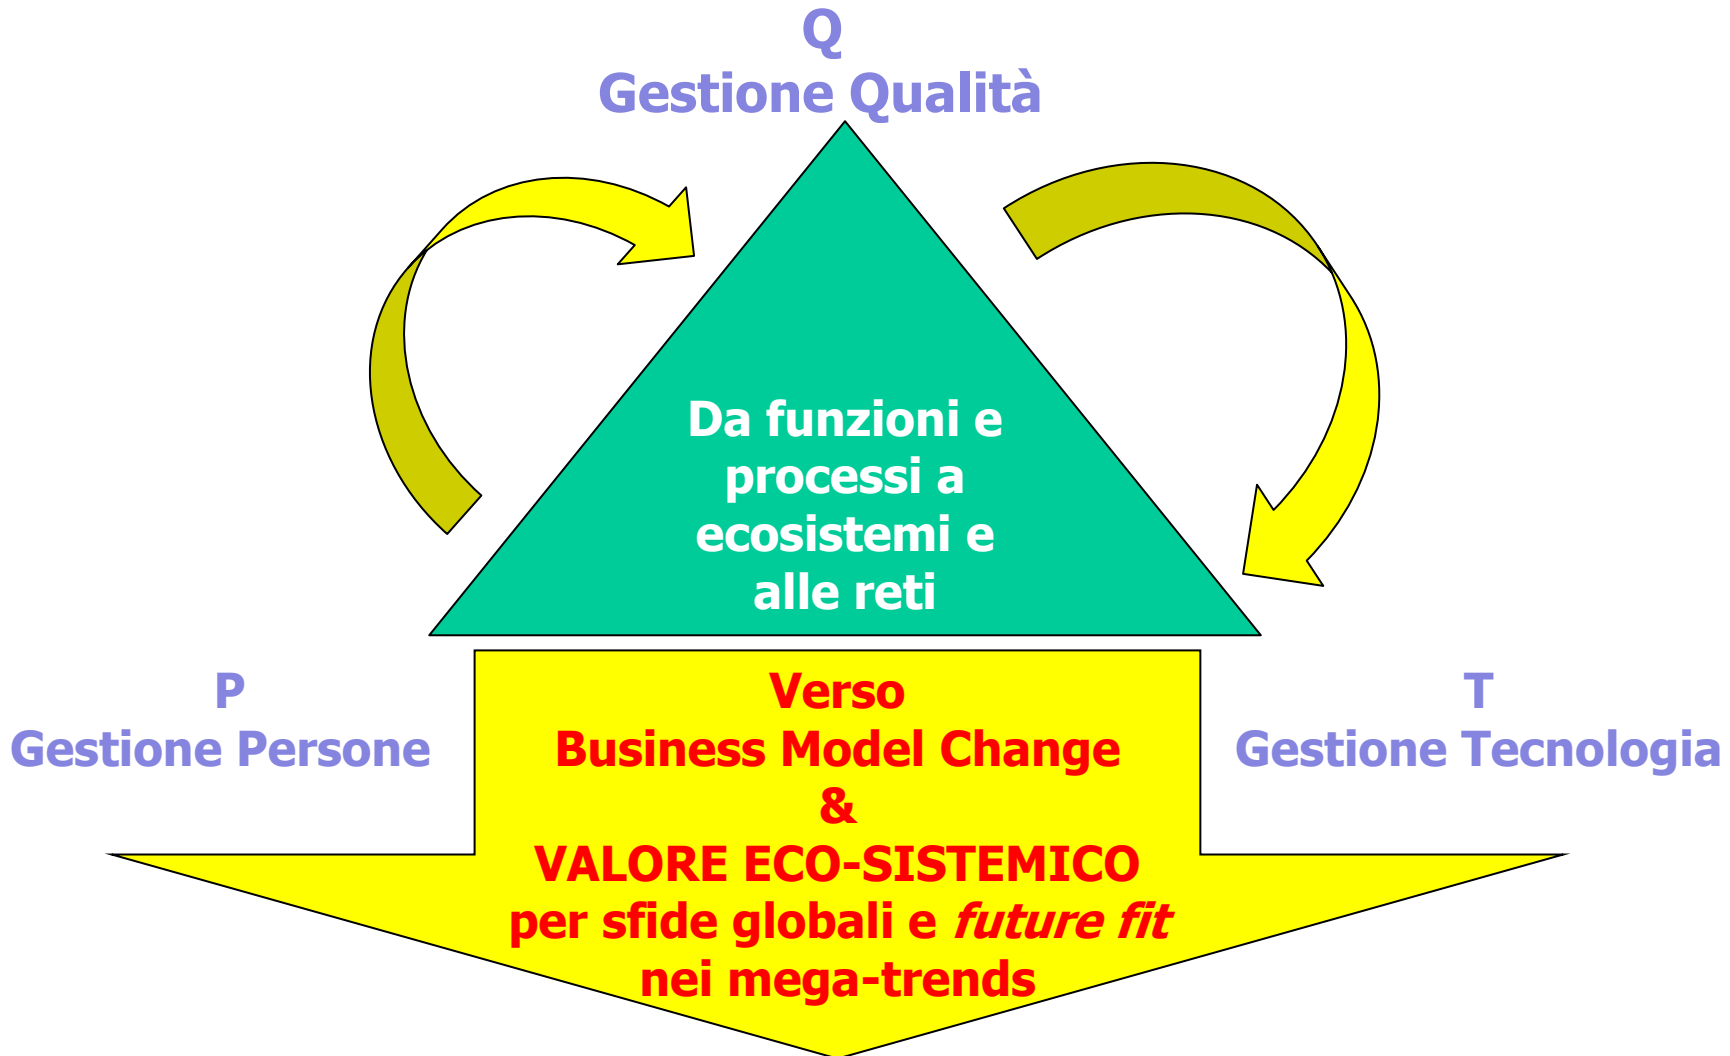 Q
Gestione Qualità
Da funzioni e
processi a
ecosistemi e
alle reti
P
Gestione Persone
Verso
Business Model Change
&
VALORE ECO-SISTEMICO
per sfide globali e future fit
nei mega-trends
T
Gestione Tecnologia